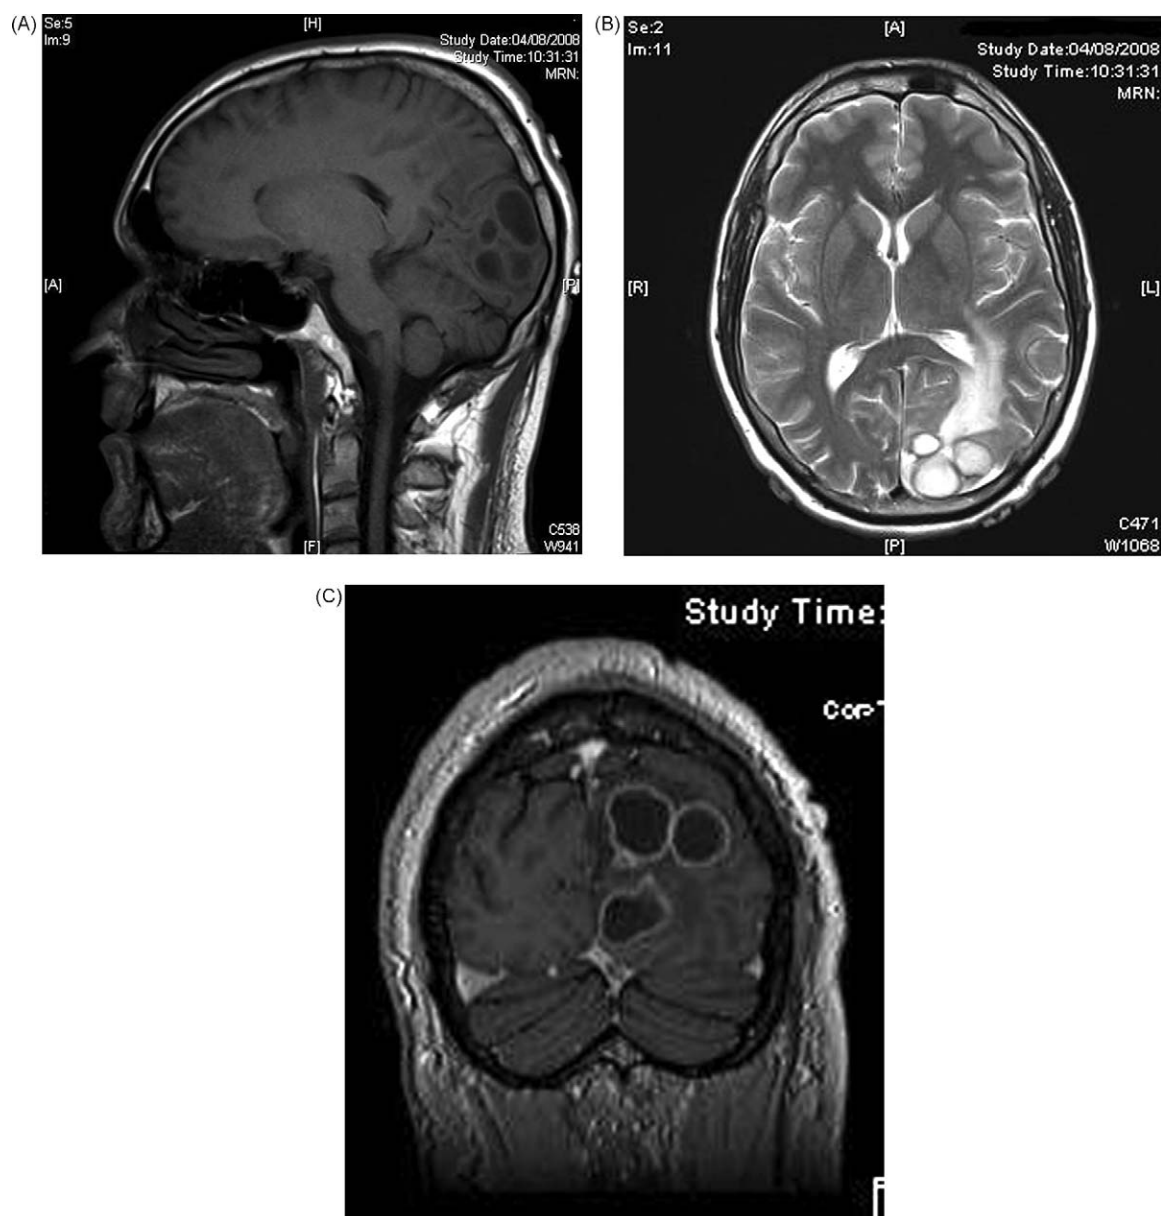 (A)
Se:5
Im:9
[H]
Study Date:04/08/2008
Study Time:10:31:31
MRN:
[A]
[P]
[F]
C538
W941
(B)
Se:2
Im:11
[A]
Study Date:04/08/2008
Study Time:10:31:31
MRN:
[R]
[L]
[P]
C471
W1068
(C)
Study Time: